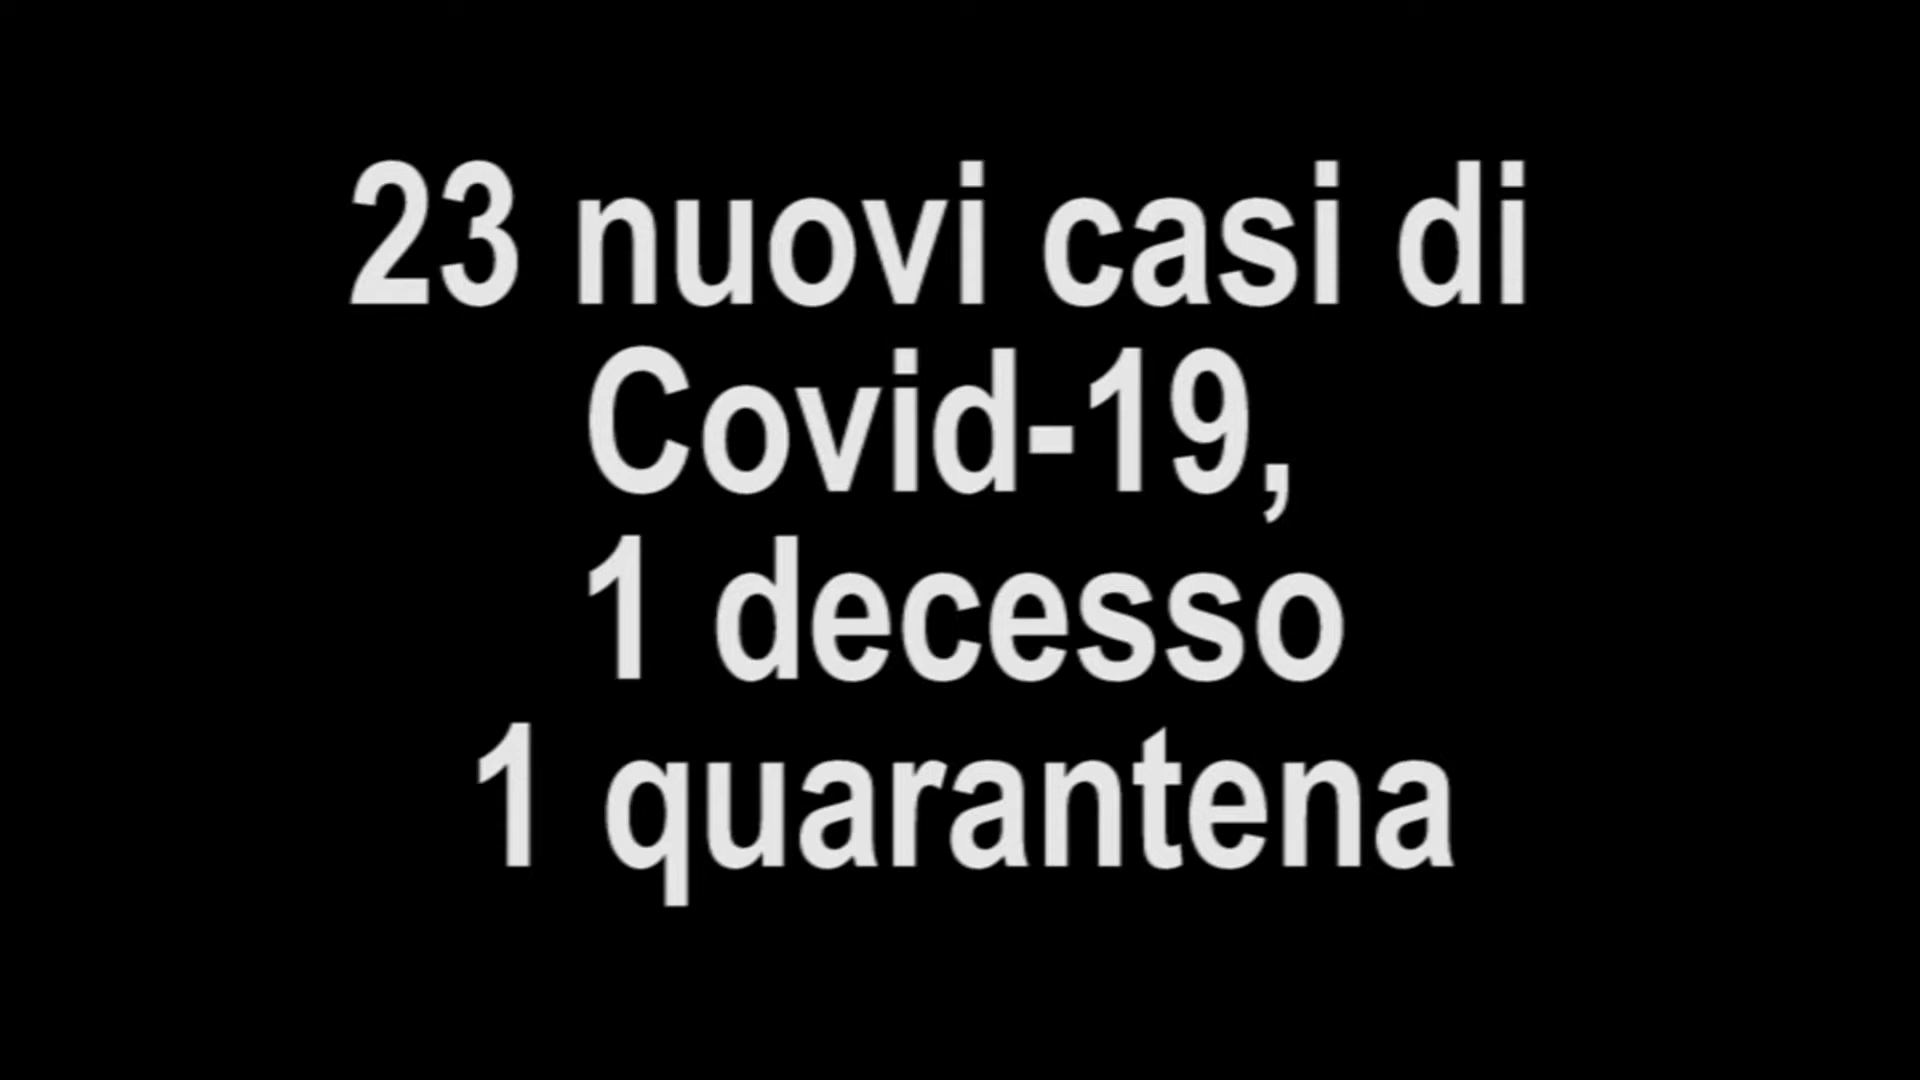 23 nuovi casi di
Covid-19,
1 decesso
1 quarantena